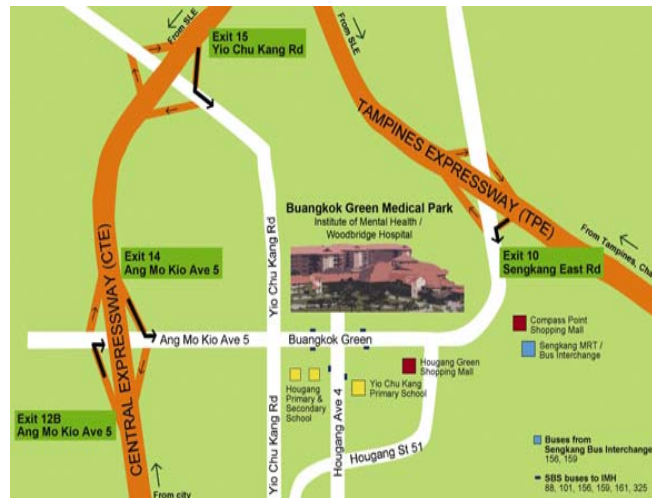 From SLE
Exit 15
Yio Chu Kang Rd
From SLE
TAMPINES EXPRESSWAY (TPE)
Buangkok Green Medical Park
Institute of Mental Health /
Woodbridge Hospital
From Tampines, Cha
Exit 10
Sengkang East Rd
CENTRAL EXPRESSWAY (CTE)
Exit 14
Ang Mo Kio Ave 5
Yio Chu Kang Rd
Ang Mo Kio Ave 5
Buangkok Green
Compass Point
Shopping Mall
Sengkang MRT /
Bus Interchange
Hougang Green
Shopping Mall
Hougang
Primary &
Secondary
School
Yio Chu Kang
Primary School
Exit 12B
Ang Mo Kio Ave 5
Yio Chu Kang Rd
Hougang Ave 4
Hougang St 51
From city
Buses from
Sengkang Bus Interchange
156, 159
SBS buses to IMH
88, 101, 156, 159, 161, 325